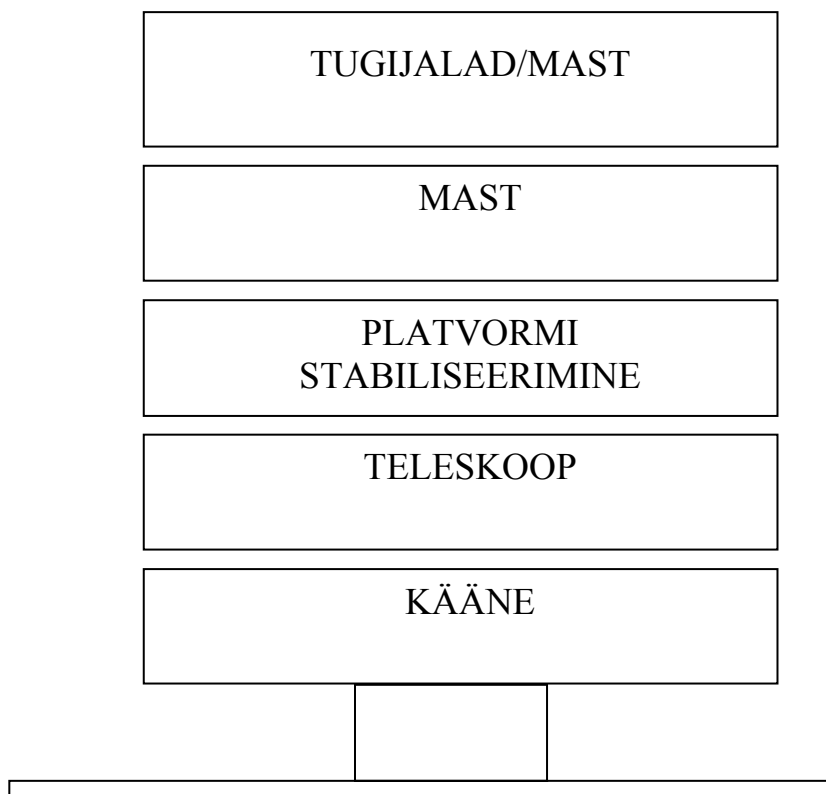 TUGIJALAD/MAST
MAST
PLATVORMI
STABILISEERIMINE
TELESKOOP
KÄÄNE